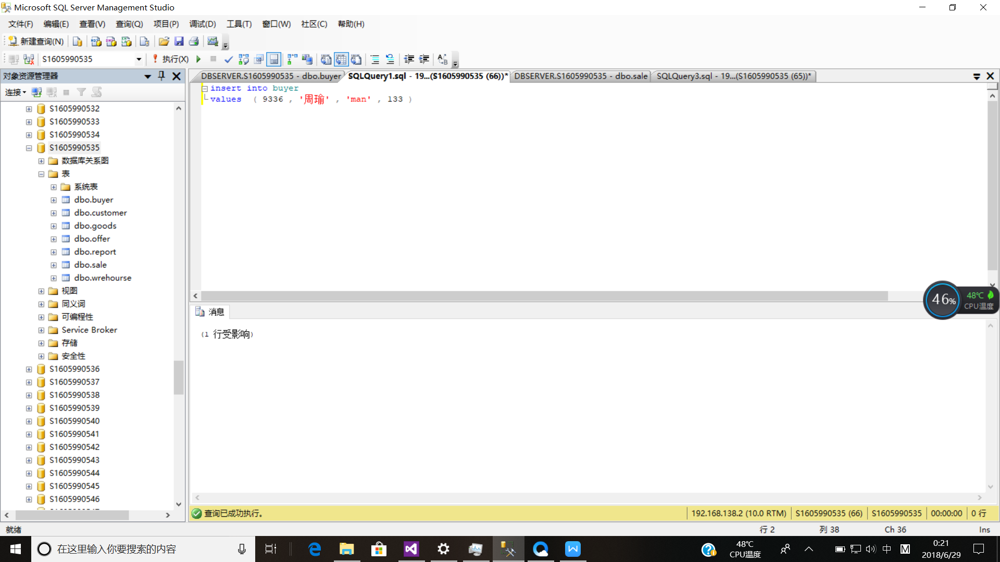 Microsoft SQL Server Management Studio
文件(F) 编辑(E) 查看(V) 查询(Q) 项目(P) 调试(D) 工具(T) 窗口(W) 社区(C) 帮助(H)
新建查询(N)
S1605990535 执行(X)
对象资源管理器
连接
S1605990532
S1605990533
S1605990534
S1605990535
数据库关系图
表
系统表
dbo.buyer
dbo.customer
dbo.goods
dbo.offer
dbo.report
dbo.sale
dbo.wrehourse
视图
同义词
可编程性
Service Broker
存储
安全性
S1605990536
S1605990537
S1605990538
S1605990539
S1605990540
S1605990541
S1605990542
S1605990543
S1605990544
S1605990545
S1605990546
DBSERVER.S1605990535 - dbo.buyer SQLQuery1.sql - 19...(S1605990535 (66))* DBSERVER.S1605990535 - dbo.sale SQLQuery3.sql - 19...(S1605990535 (65))*
insert into buyer
values ( 9336 , '周瑜' , 'man' , 133 )
46% 48℃
CPU温度
消息
(1 行受影响)
查询已成功执行。 192.168.138.2 (10.0 RTM) S1605990535 (66) S1605990535 00:00:00 0 行
就绪 行 2 列 38 Ch 36 Ins
在这里输入你要搜索的内容
48℃
CPU温度
中 M
0:21
2018/6/29